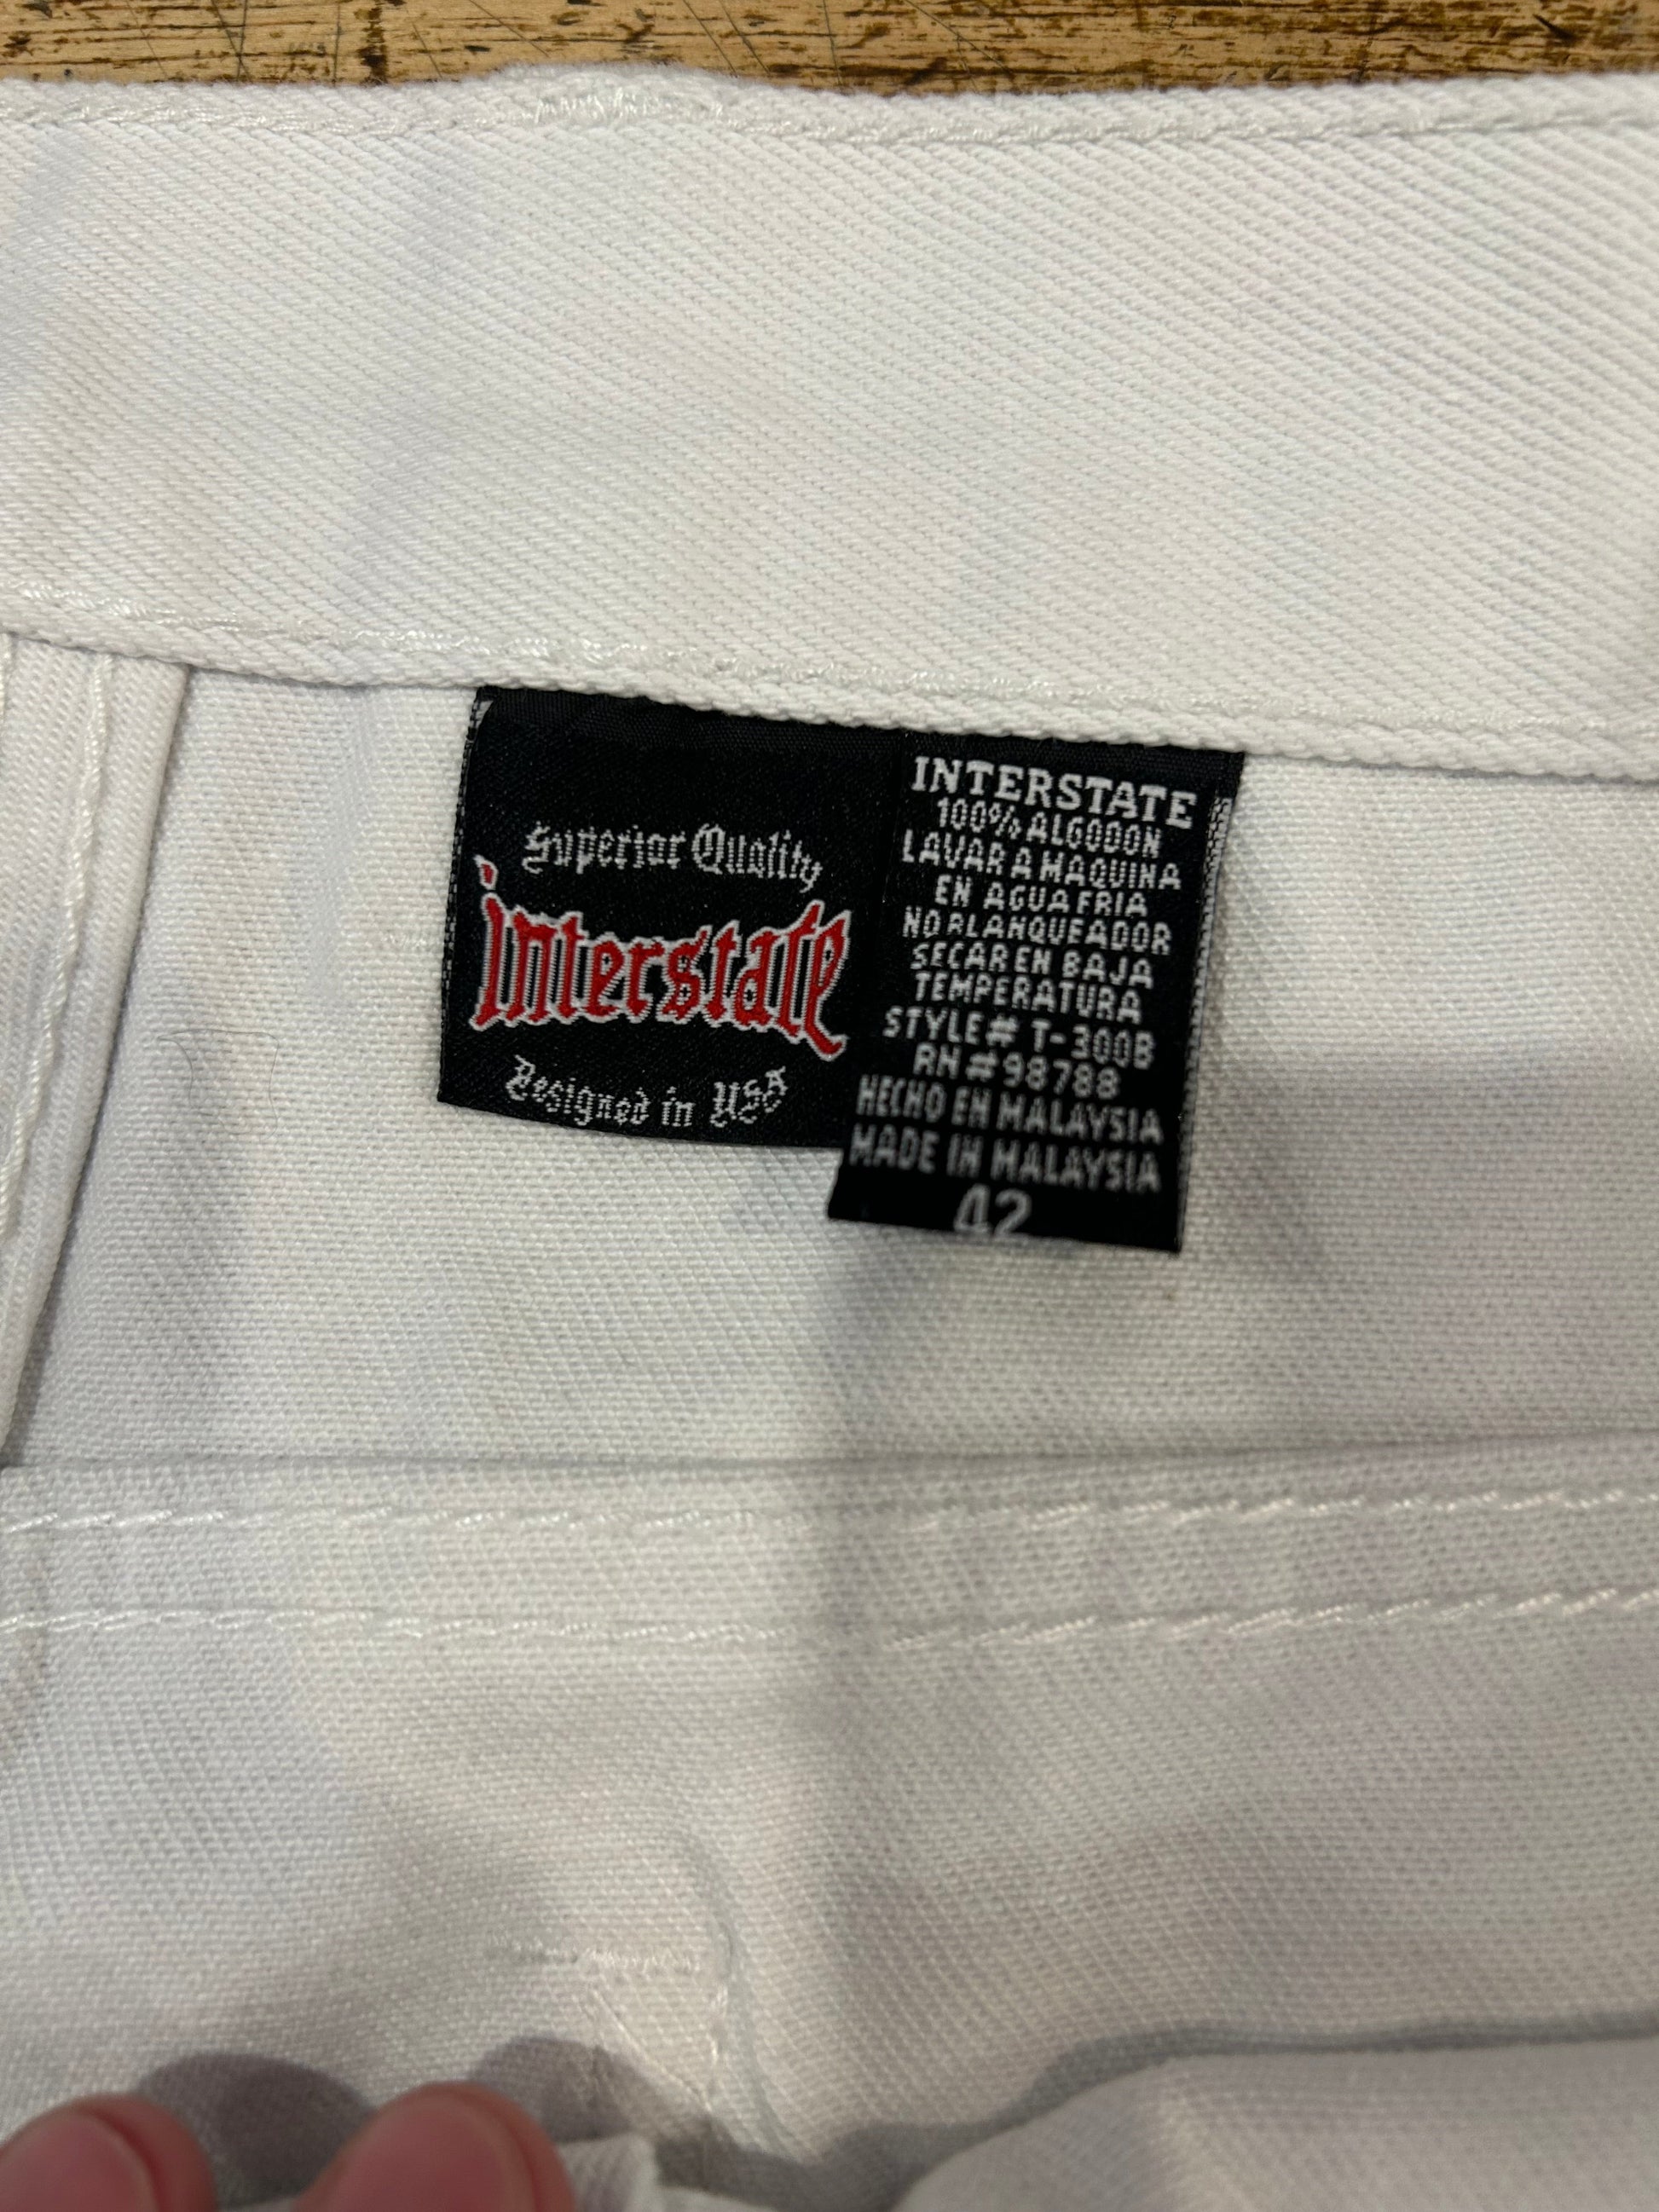 Superior Quality
interstate
Designed in USA
INTERSTATE
100% ALGODON
LAVAR A MAQUINA
EN AGUA FRIA
NO BLANQUEADOR
SECAR EN BAJA
TEMPERATURA
STYLE# T-300B
RN#98788
HECHO EN MALAYSIA
MADE IN MALAYSIA
42